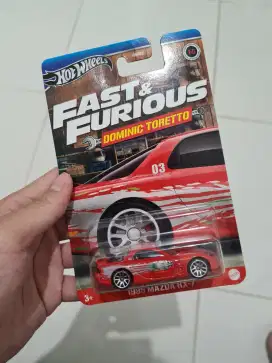 Hot Wheels
FAST &
FURIOUS
DOMINIC TORETTO
03
1995 MAZDA RX-7
3+